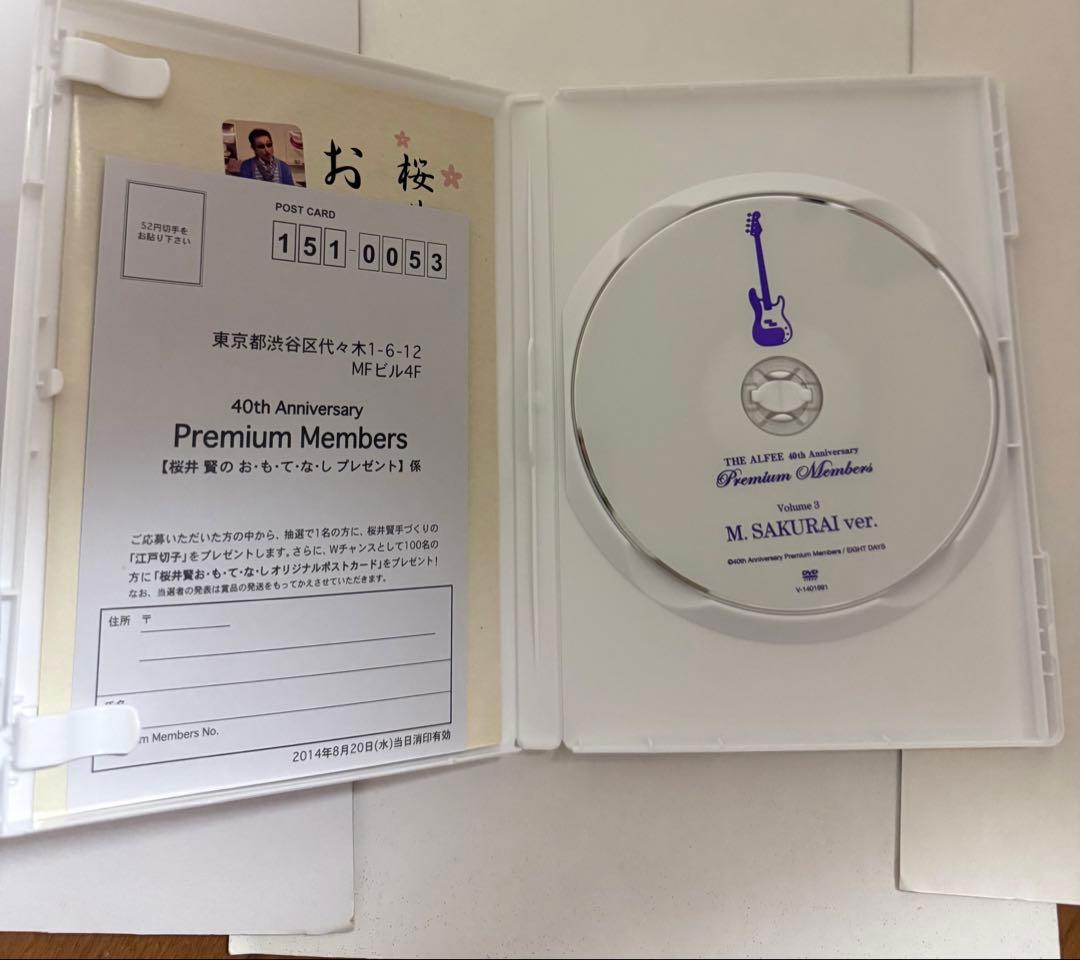 桜
お
POST CARD
52円切手を
お貼り下さい
151-0053
東京都渋谷区代々木1-6-12
MFビル4F
40th Anniversary
Premium Members
【桜井 賢の お・も・て・な・し プレゼント】係
ご応募いただいた方の中から、抽選で1名の方に、桜井賢手づくりの
「江戸切子」をプレゼントします。さらに、Wチャンスとして100名の
方に「桜井賢お・も・て・な・し オリジナルポストカード」をプレゼント!
なお、当選者の発表は賞品の発送をもってかえさせていただきます。
住所 〒
Members No.
2014年8月20日(水)当日消印有効
THE ALFEE 40th Anniversary
Premium Members
Volume 3
M. SAKURAI ver.
©40th Anniversary Premium Members / EIGHT DAYS
DVD
V-1401991